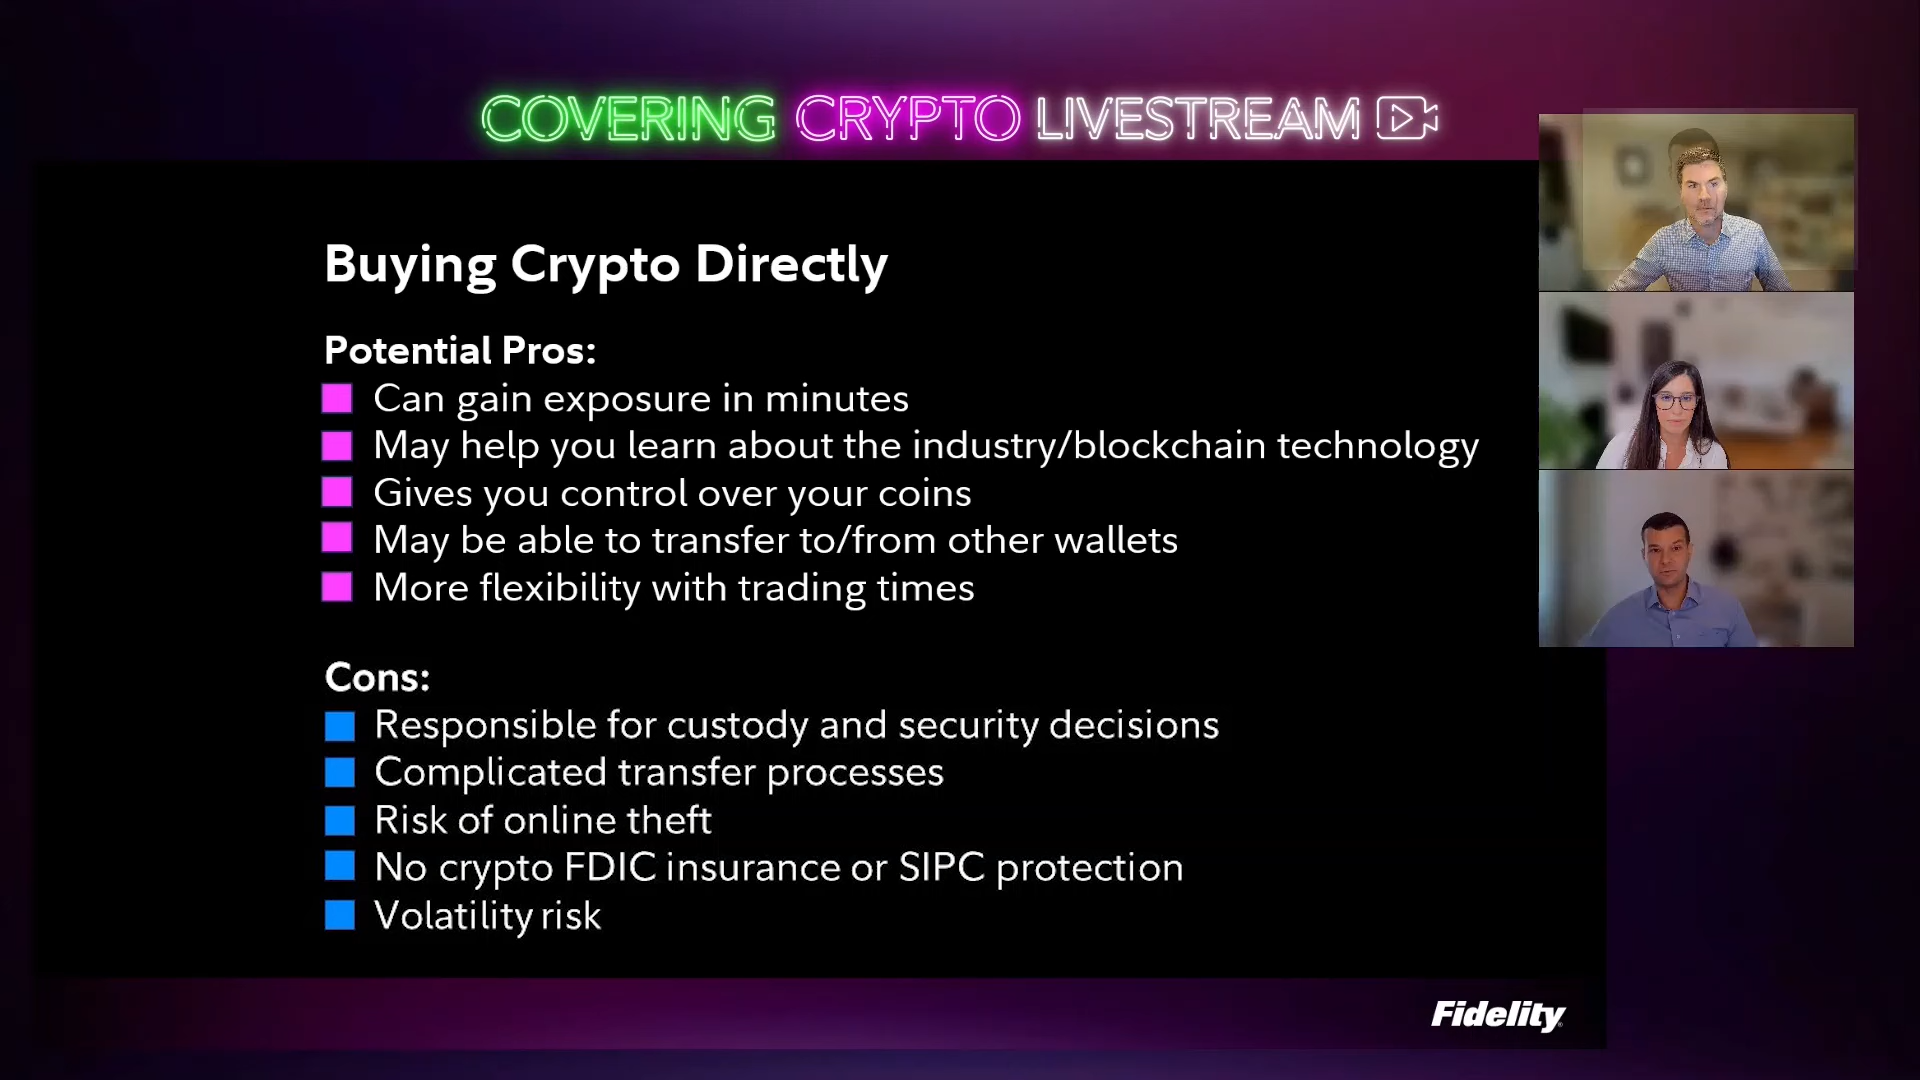 COVERING CRYPTO LIVESTREAM
Buying Crypto Directly
Potential Pros:
Can gain exposure in minutes
May help you learn about the industry/blockchain technology
Gives you control over your coins
May be able to transfer to/from other wallets
More flexibility with trading times
Cons:
Responsible for custody and security decisions
Complicated transfer processes
Risk of online theft
No crypto FDIC insurance or SIPC protection
Volatility risk
Fidelity